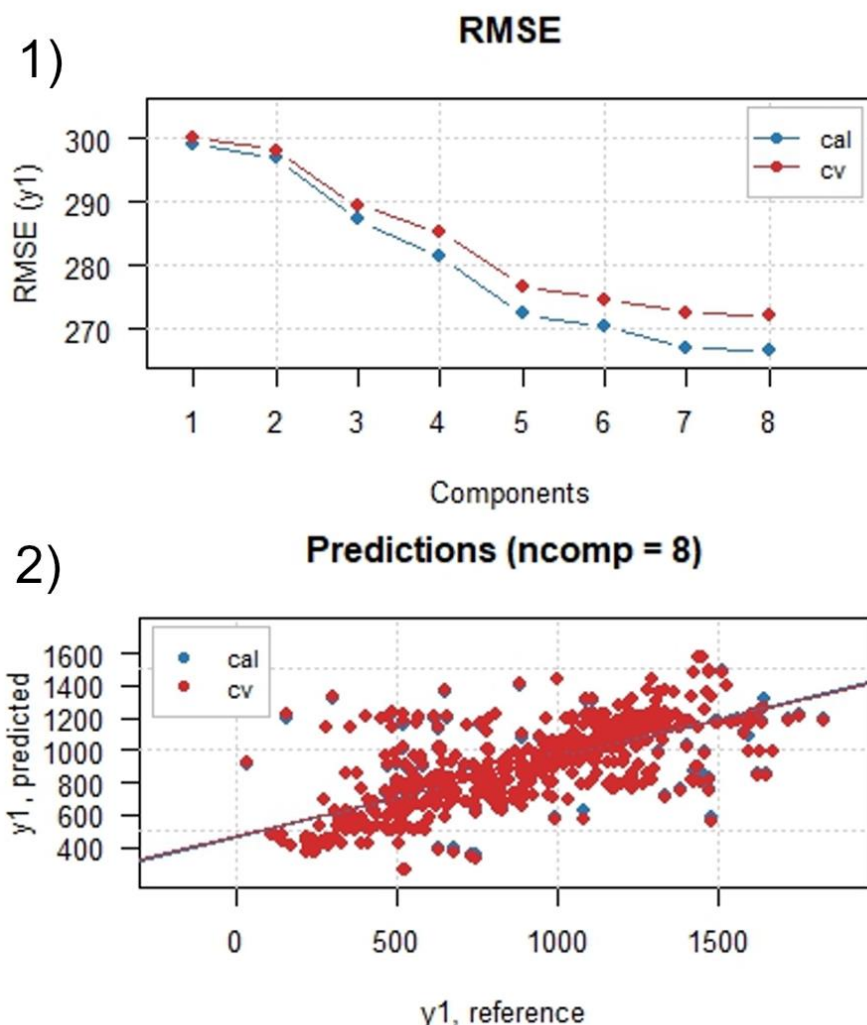 1)
RMSE
RMSE (y1)
300
290
280
270
cal
cv
1 2 3 4 5 6 7 8
Components
2)
Predictions (ncomp = 8)
y1, predicted
1600
1400
1200
1000
800
600
400
cal
cv
0 500 1000 1500
y1, reference